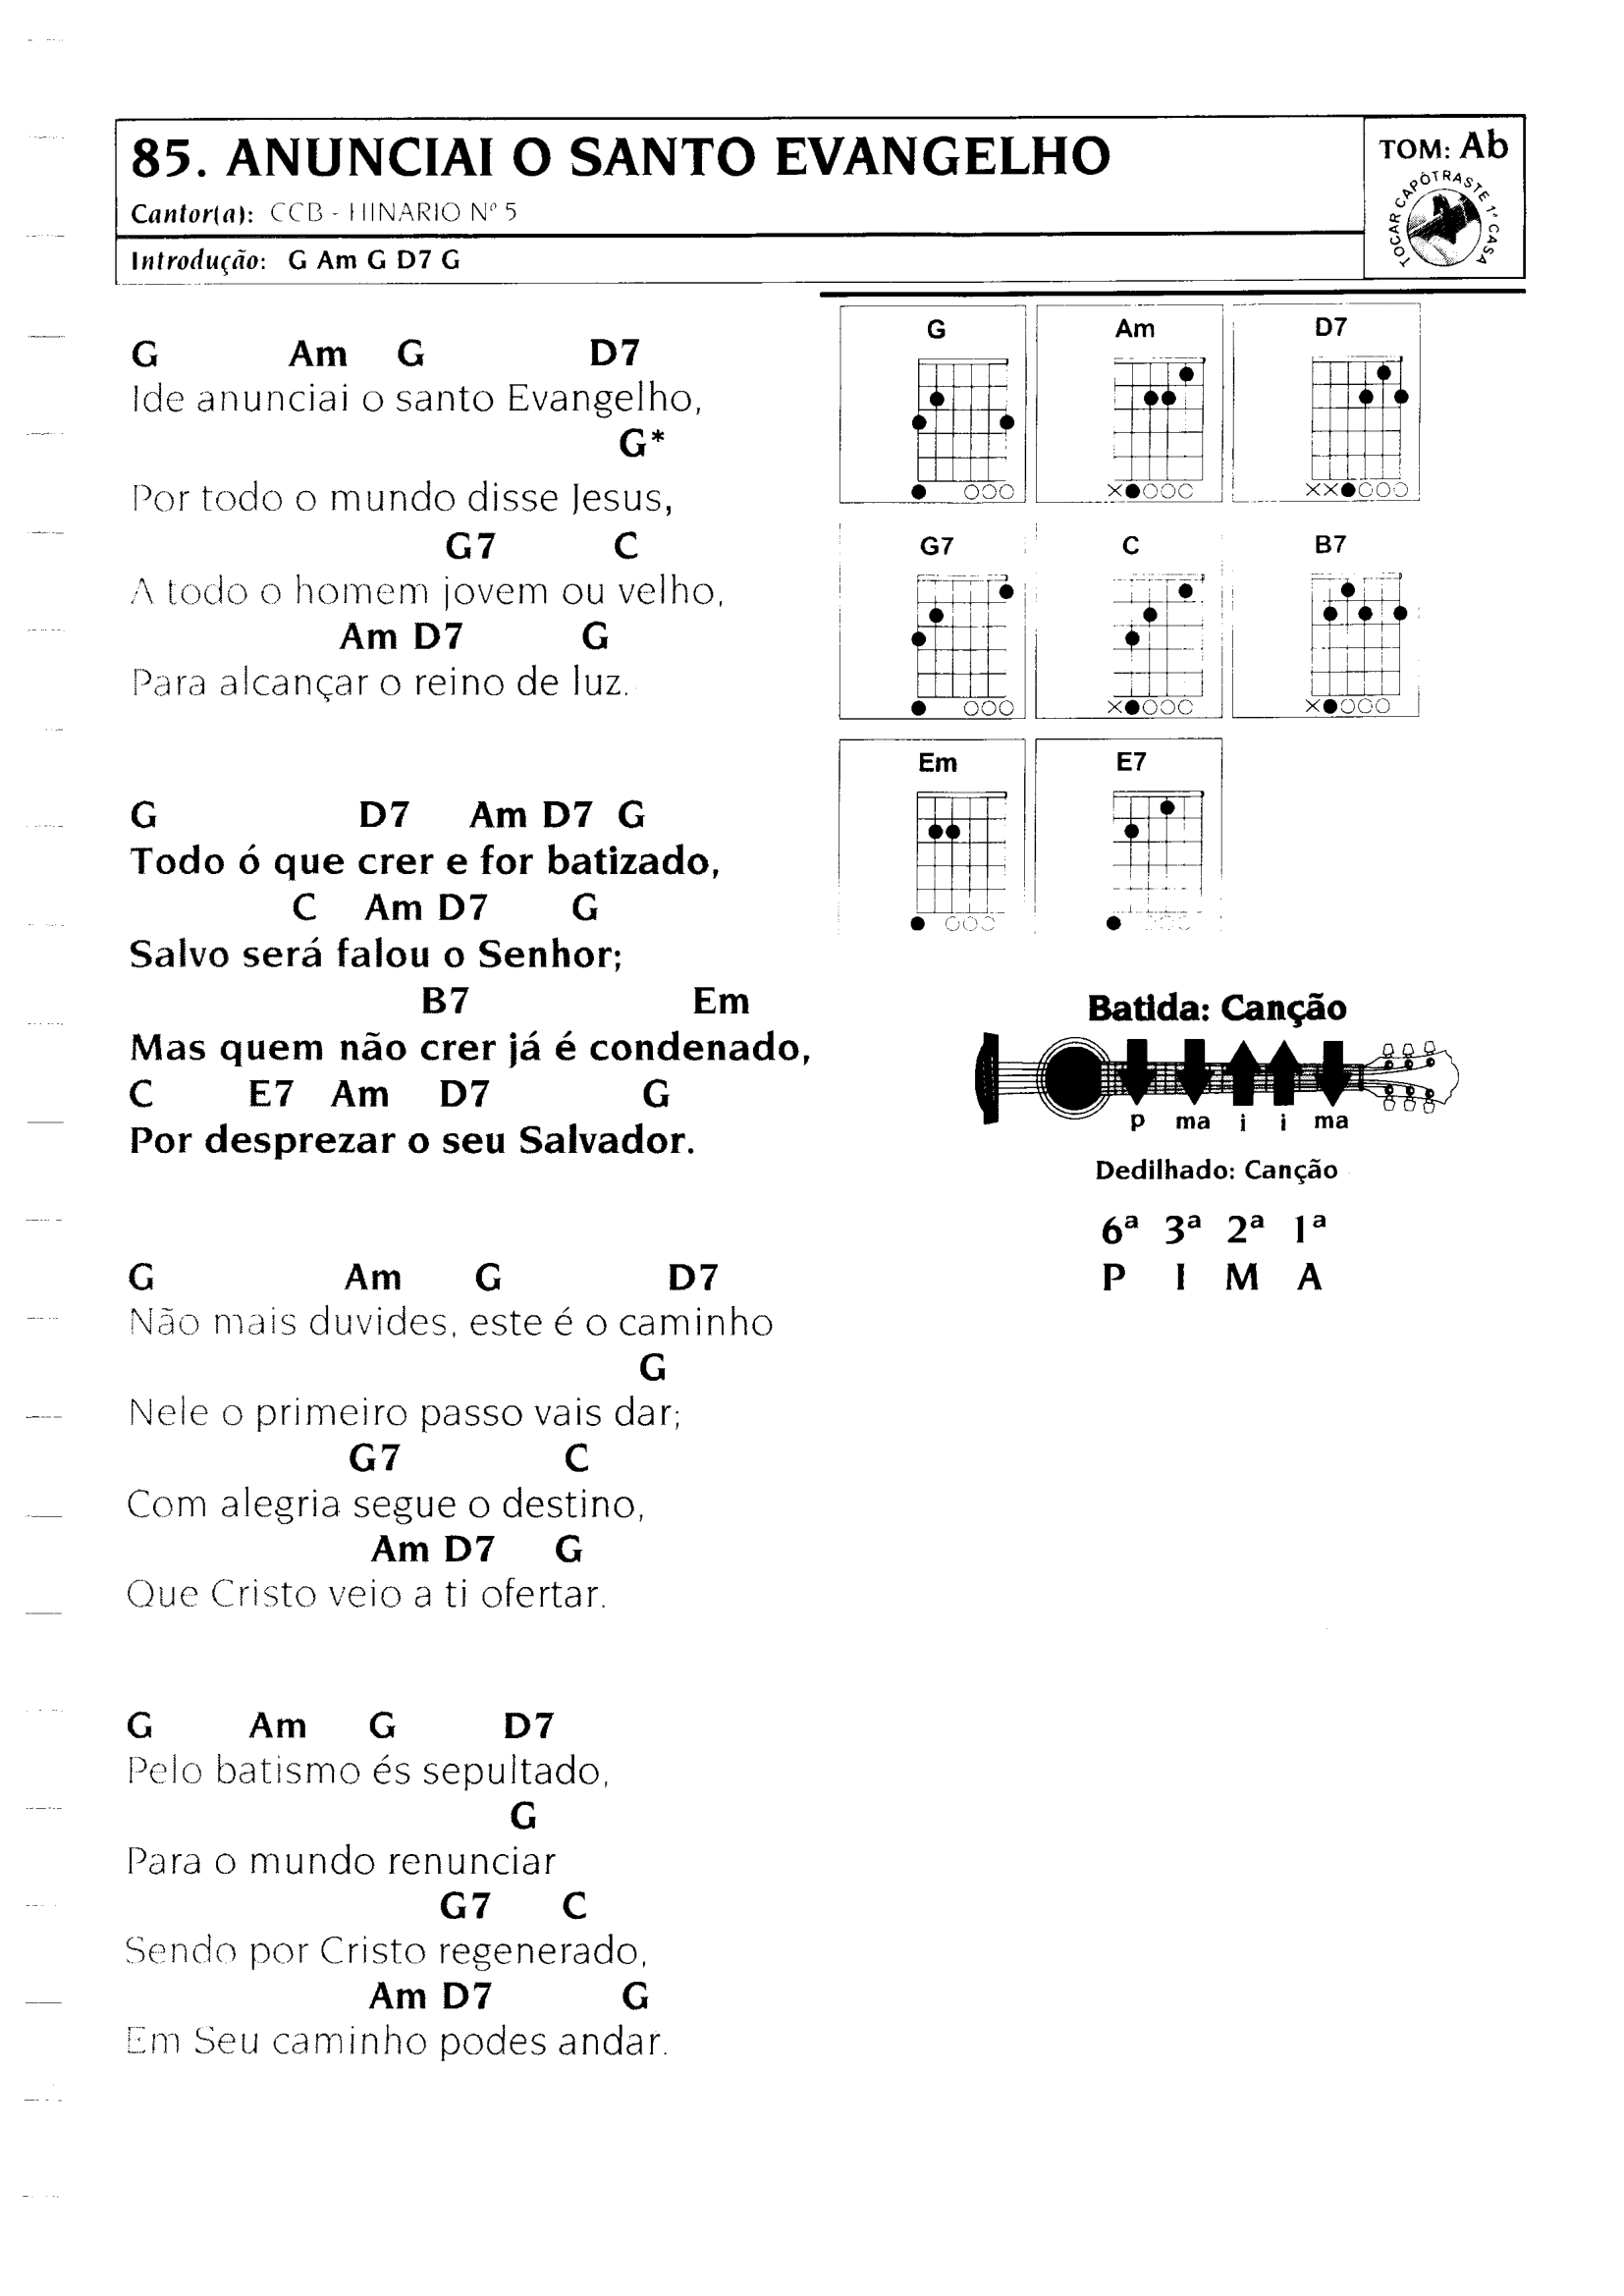 85. ANUNCIAI O SANTO EVANGELHO
Cantor(a): CCB - HINARIO Nº 5
Introdução: G Am G D7 G
TOM: Ab
TOCAR CAPOTRASTE 1ª CASA
G Am G D7
Ide anunciai o santo Evangelho,
G*
Por todo o mundo disse Jesus,
G7 C
A todo o homem jovem ou velho,
Am D7 G
Para alcançar o reino de luz.
G D7 Am D7 G
Todo ó que crer e for batizado,
C Am D7 G
Salvo será falou o Senhor;
B7 Em
Mas quem não crer já é condenado,
C E7 Am D7 G
Por desprezar o seu Salvador.
G Am G D7
Não mais duvides, este é o caminho
G
Nele o primeiro passo vais dar;
G7 C
Com alegria segue o destino,
Am D7 G
Que Cristo veio a ti ofertar.
G Am G D7
Pelo batismo és sepultado,
G
Para o mundo renunciar
G7 C
Sendo por Cristo regenerado,
Am D7 G
Em Seu caminho podes andar.
G Am D7
G7 C B7
Em E7
Batida: Canção
p ma i i ma
Dedilhado: Canção
6ª 3ª 2ª 1ª
P I M A